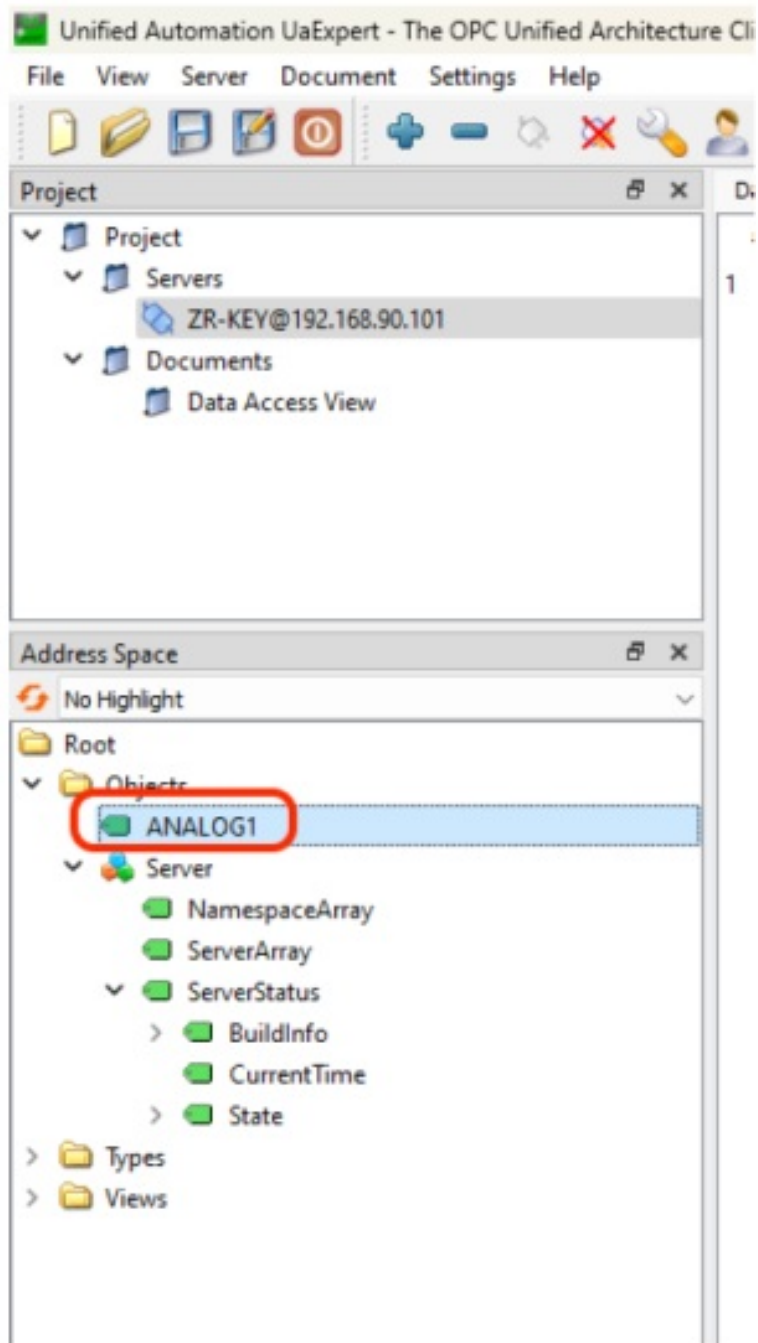 Unified Automation UaExpert - The OPC Unified Architecture Cli
File View Server Document Settings Help
Project
Project
Servers
ZR-KEY@192.168.90.101
Documents
Data Access View
1
Address Space
No Highlight
Root
Objects
ANALOG1
Server
NamespaceArray
ServerArray
ServerStatus
BuildInfo
CurrentTime
State
Types
Views